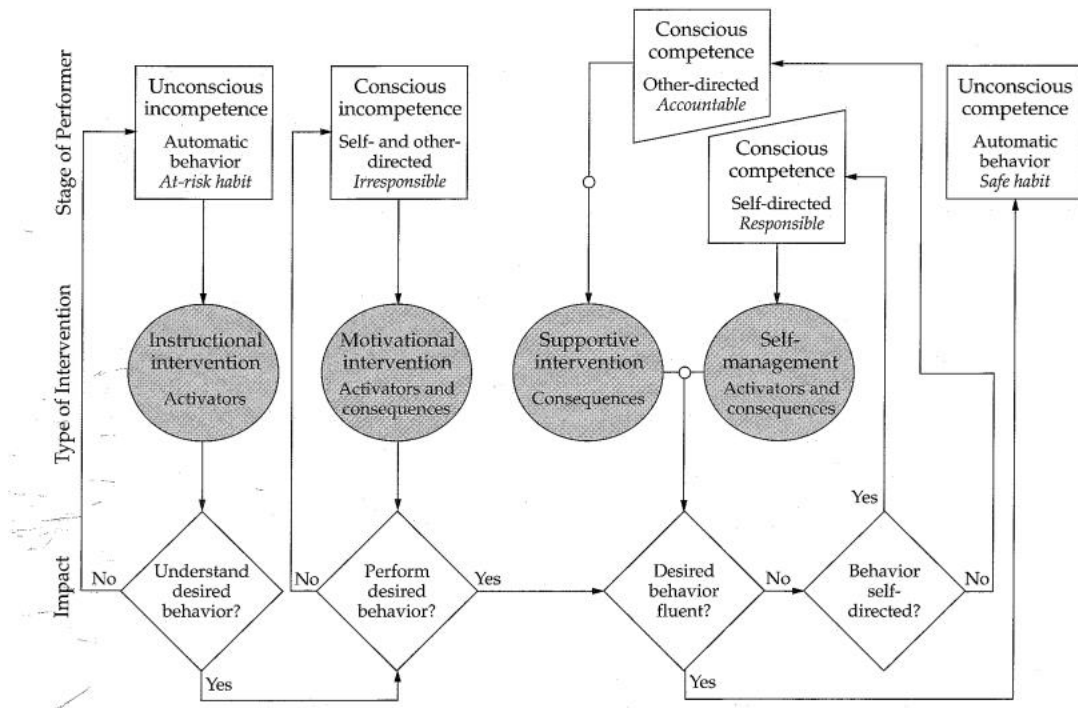 Stage of Performer
Unconscious
incompetence
Automatic
behavior
At-risk habit
Conscious
incompetence
Self- and other-
directed
Irresponsible
Conscious
competence
Other-directed
Accountable
Conscious
competence
Self-directed
Responsible
Unconscious
competence
Automatic
behavior
Safe habit
Type of Intervention
Instructional
intervention
Activators
Motivational
intervention
Activators and
consequences
Supportive
intervention
Consequences
Self-
management
Activators and
consequences
Impact
No
Understand
desired
behavior?
Yes
No
Perform
desired
behavior?
Yes
Desired
behavior
fluent?
No
Yes
Behavior
self-
directed?
Yes
No